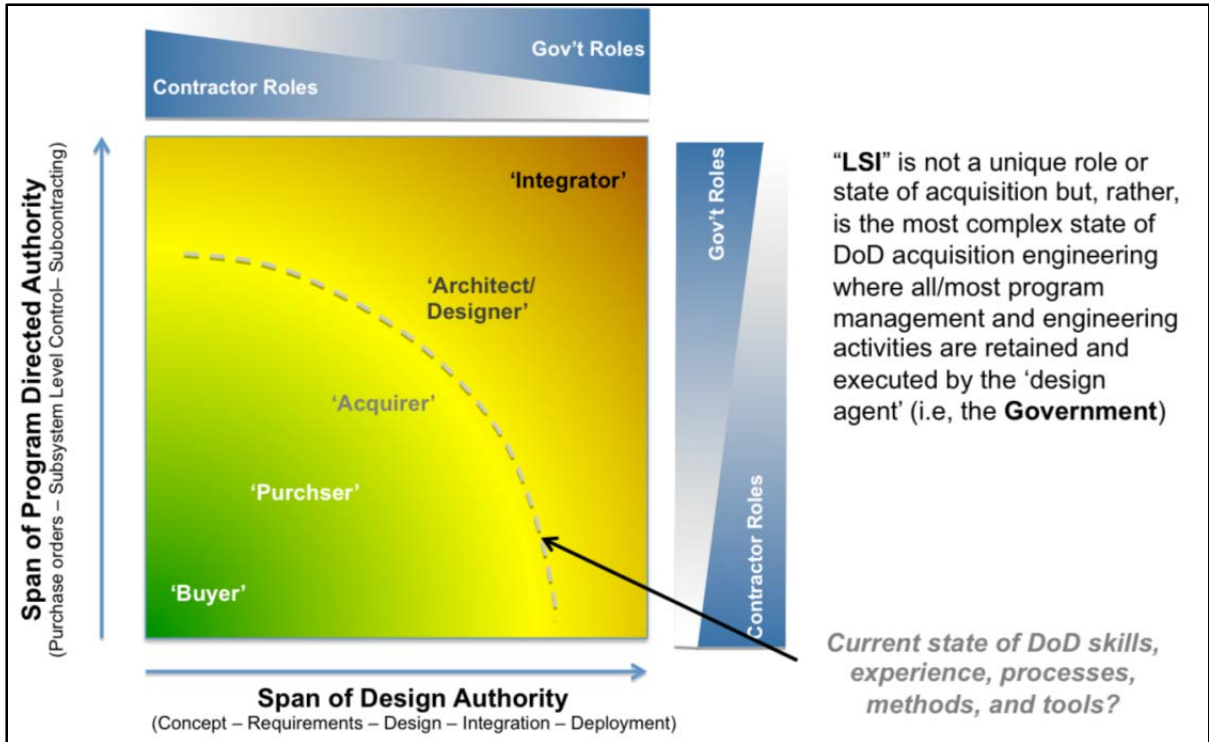 Gov't Roles
Contractor Roles
Span of Program Directed Authority
(Purchase orders – Subsystem Level Control– Subcontracting)
'Integrator'
'Architect/
Designer'
'Acquirer'
'Purchser'
'Buyer'
Gov't Roles
Contractor Roles
"LSI" is not a unique role or
state of acquisition but, rather,
is the most complex state of
DoD acquisition engineering
where all/most program
management and engineering
activities are retained and
executed by the 'design
agent' (i.e, the Government)
Current state of DoD skills,
experience, processes,
methods, and tools?
Span of Design Authority
(Concept – Requirements – Design – Integration – Deployment)